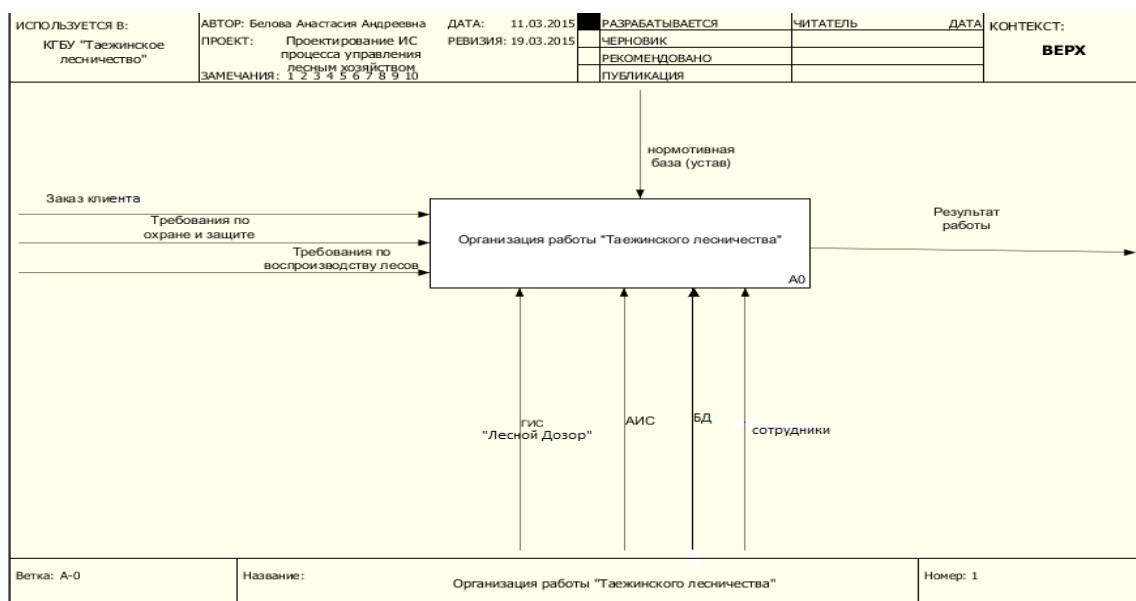 ИСПОЛЬЗУЕТСЯ В:
КГБУ "Таежинское
лесничество"
АВТОР: Белова Анастасия Андреевна
ПРОЕКТ: Проектирование ИС
процесса управления
лесным хозяйством
ЗАМЕЧАНИЯ: 1 2 3 4 5 6 7 8 9 10
ДАТА: 11.03.2015
РЕВИЗИЯ: 19.03.2015
РАЗРАБАТЫВАЕТСЯ
ЧЕРНОВИК
РЕКОМЕНДОВАНО
ПУБЛИКАЦИЯ
ЧИТАТЕЛЬ ДАТА
КОНТЕКСТ:
ВЕРХ
нормотивная
база (устав)
Заказ клиента
Требования по
охране и защите
Требования по
воспроизводству лесов
Организация работы "Таежинского лесничества"
A0
Результат
работы
ГИС
"Лесной Дозор"
АИС
БД
сотрудники
Ветка: A-0
Название:
Организация работы "Таежинского лесничества"
Номер: 1